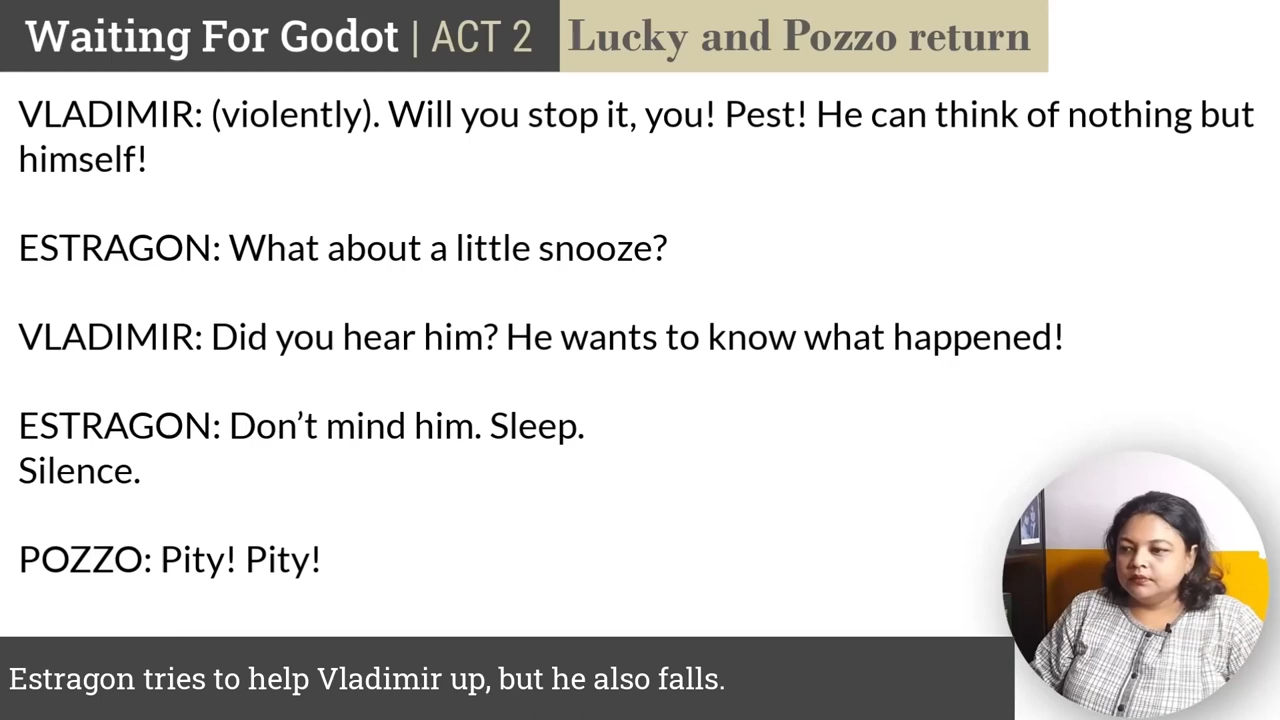 Waiting For Godot | ACT 2 Lucky and Pozzo return
VLADIMIR: (violently). Will you stop it, you! Pest! He can think of nothing but
himself!
ESTRAGON: What about a little snooze?
VLADIMIR: Did you hear him? He wants to know what happened!
ESTRAGON: Don’t mind him. Sleep.
Silence.
POZZO: Pity! Pity!
Estragon tries to help Vladimir up, but he also falls.